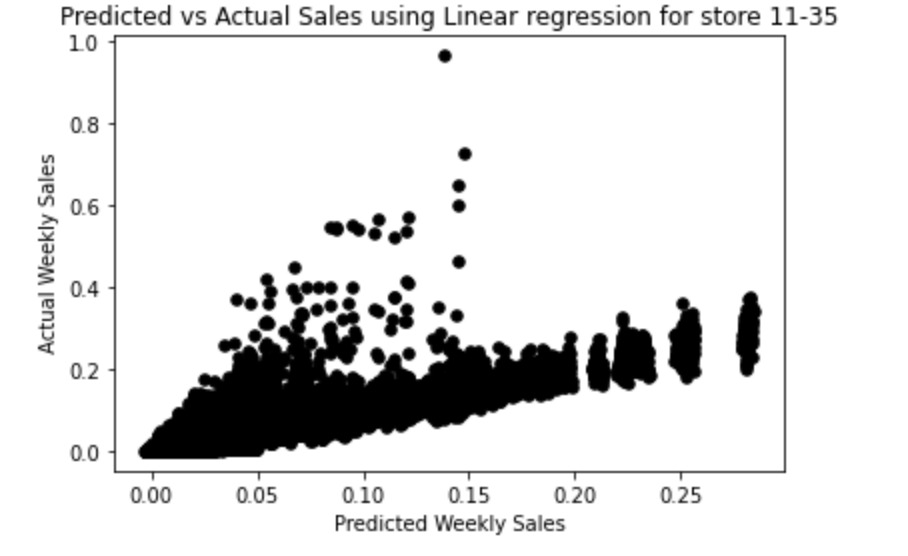 Predicted vs Actual Sales using Linear regression for store 11-35
1.0
0.8
0.6
0.4
0.2
0.0
Actual Weekly Sales
0.00 0.05 0.10 0.15 0.20 0.25
Predicted Weekly Sales